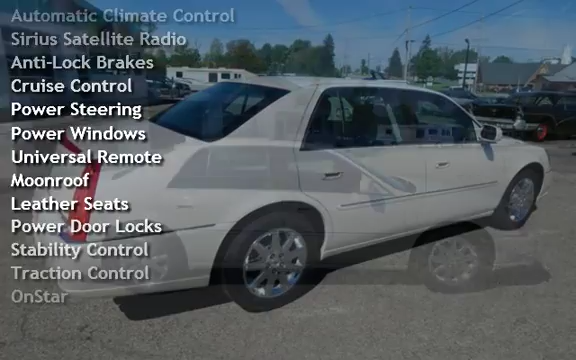 Automatic Climate Control
Sirius Satellite Radio
Anti-Lock Brakes
Cruise Control
Power Steering
Power Windows
Universal Remote
Moonroof
Leather Seats
Power Door Locks
Stability Control
Traction Control
OnStar